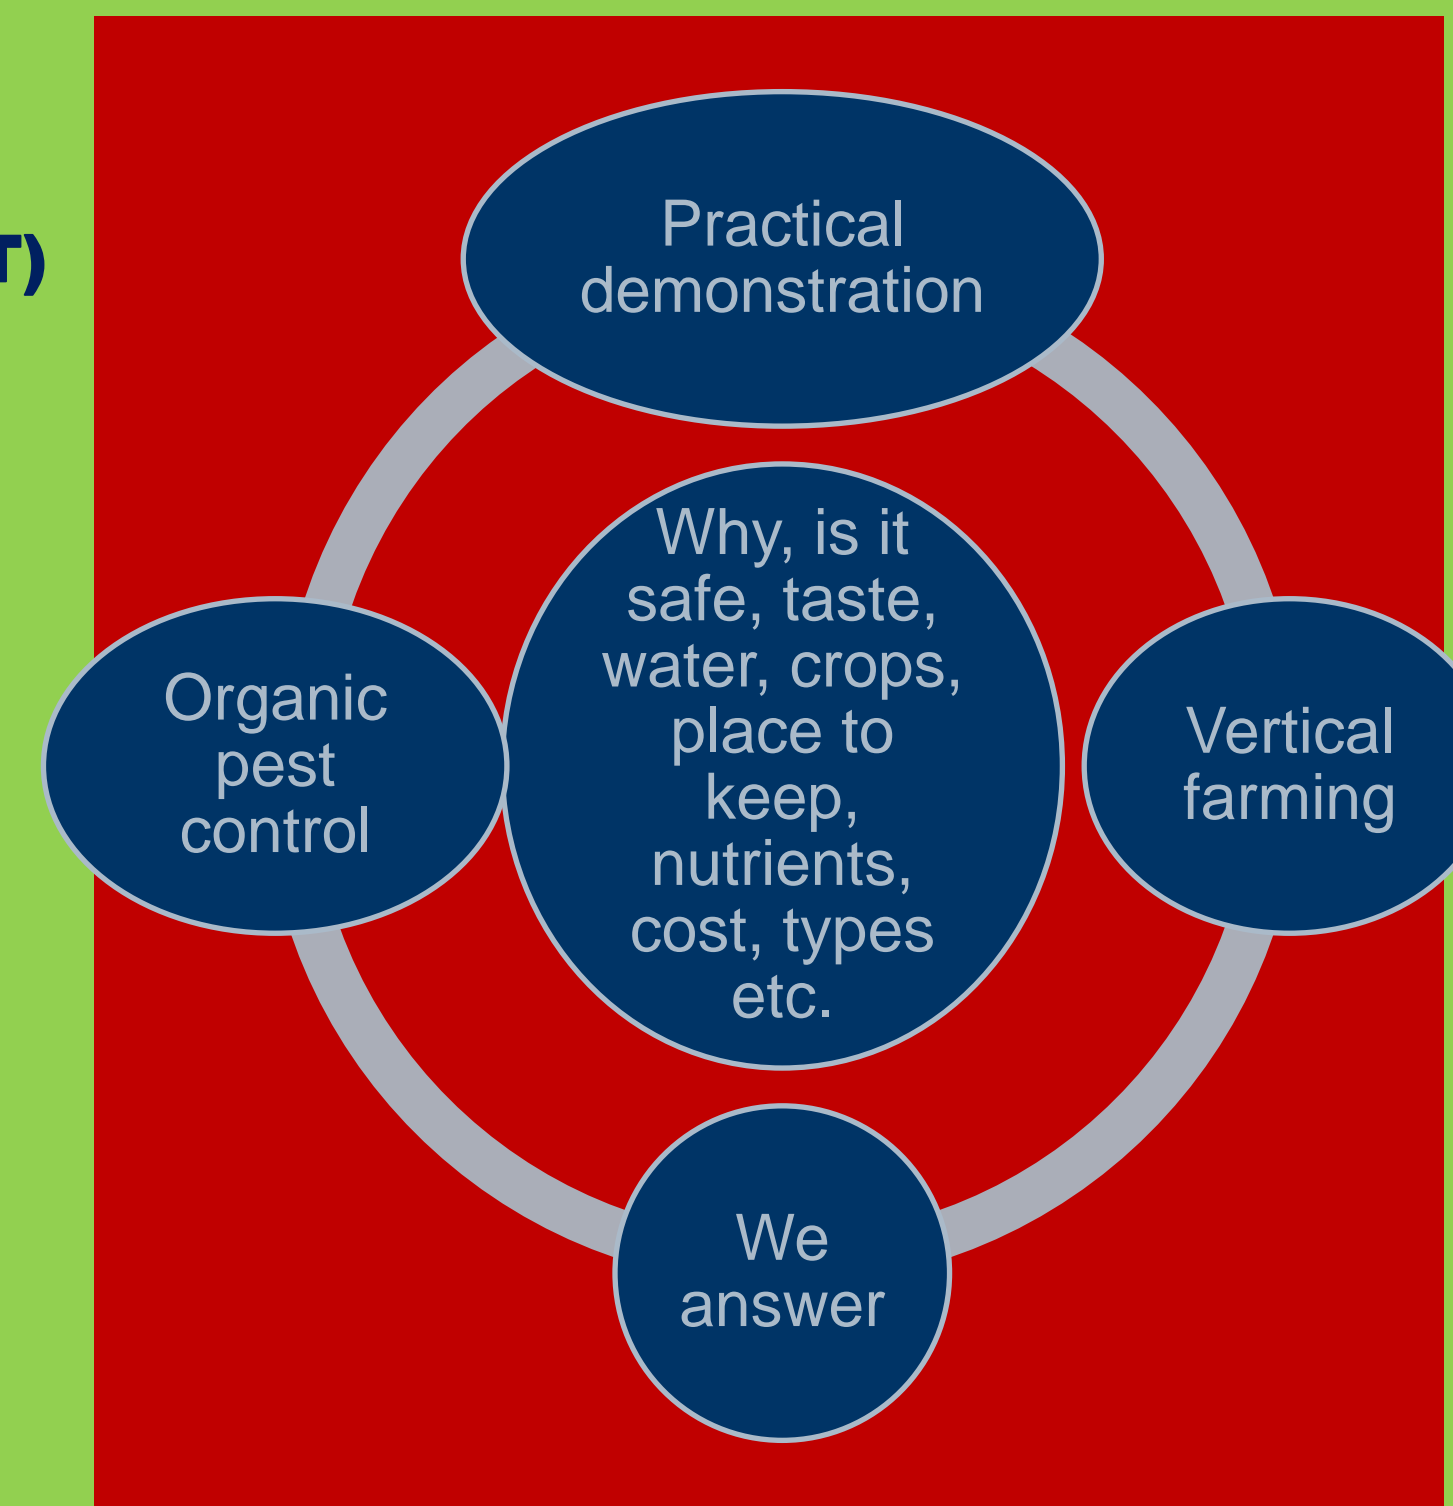 T)
Practical
demonstration
Why, is it
safe, taste,
water, crops,
place to
keep,
nutrients,
cost, types
etc.
Organic
pest
control
Vertical
farming
We
answer